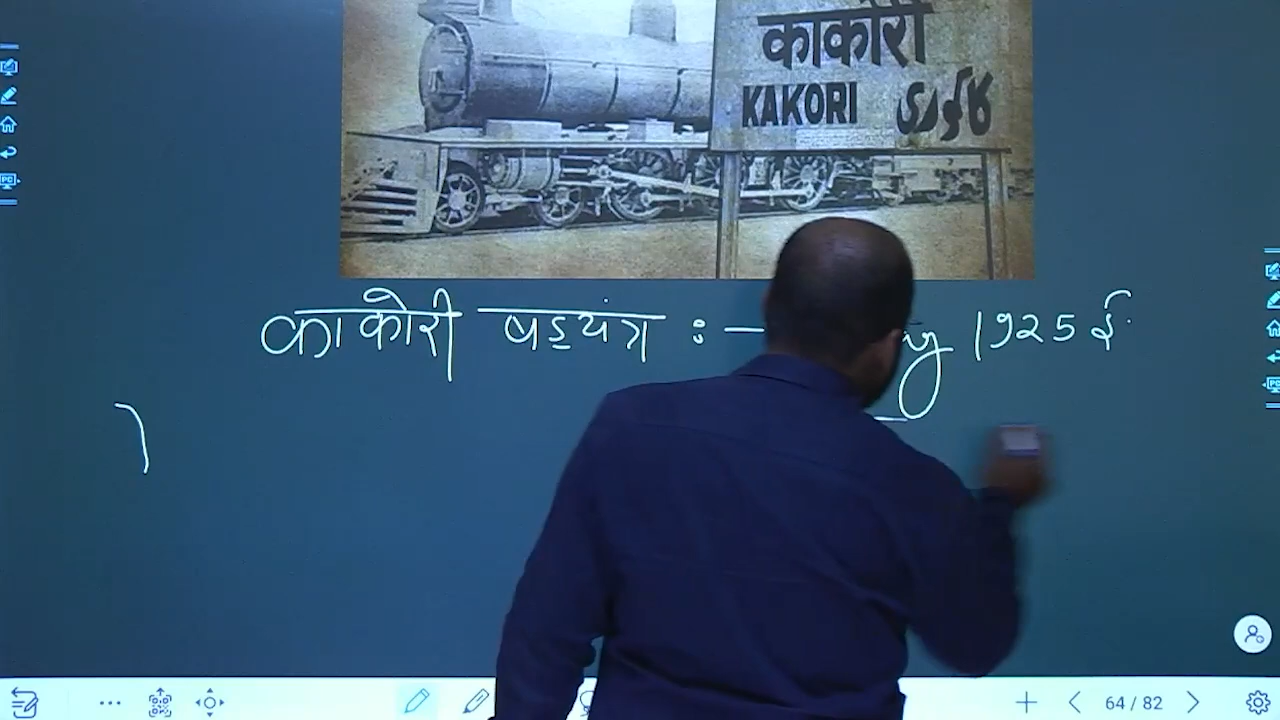 काकोरी
KAKORI
کاکوری
काकोरी षड्यंत्र :— 1925 ई.
64 / 82